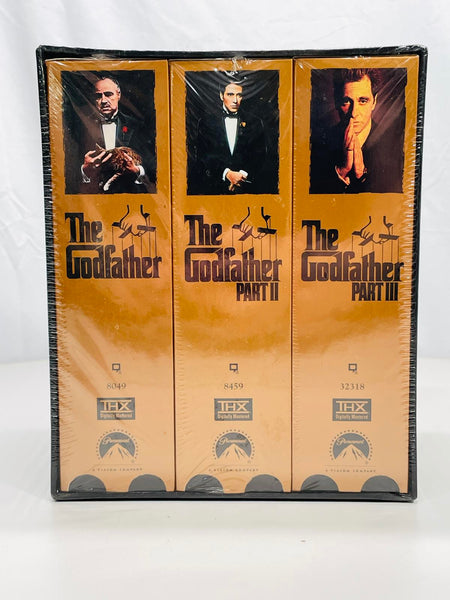 The
Godfather
8049
THX
Digitally Mastered
Paramount
A VIACOM COMPANY
The
Godfather
PART II
8459
THX
Digitally Mastered
Paramount
A VIACOM COMPANY
The
Godfather
PART III
32318
THX
Digitally Mastered
Paramount
A VIACOM COMPANY